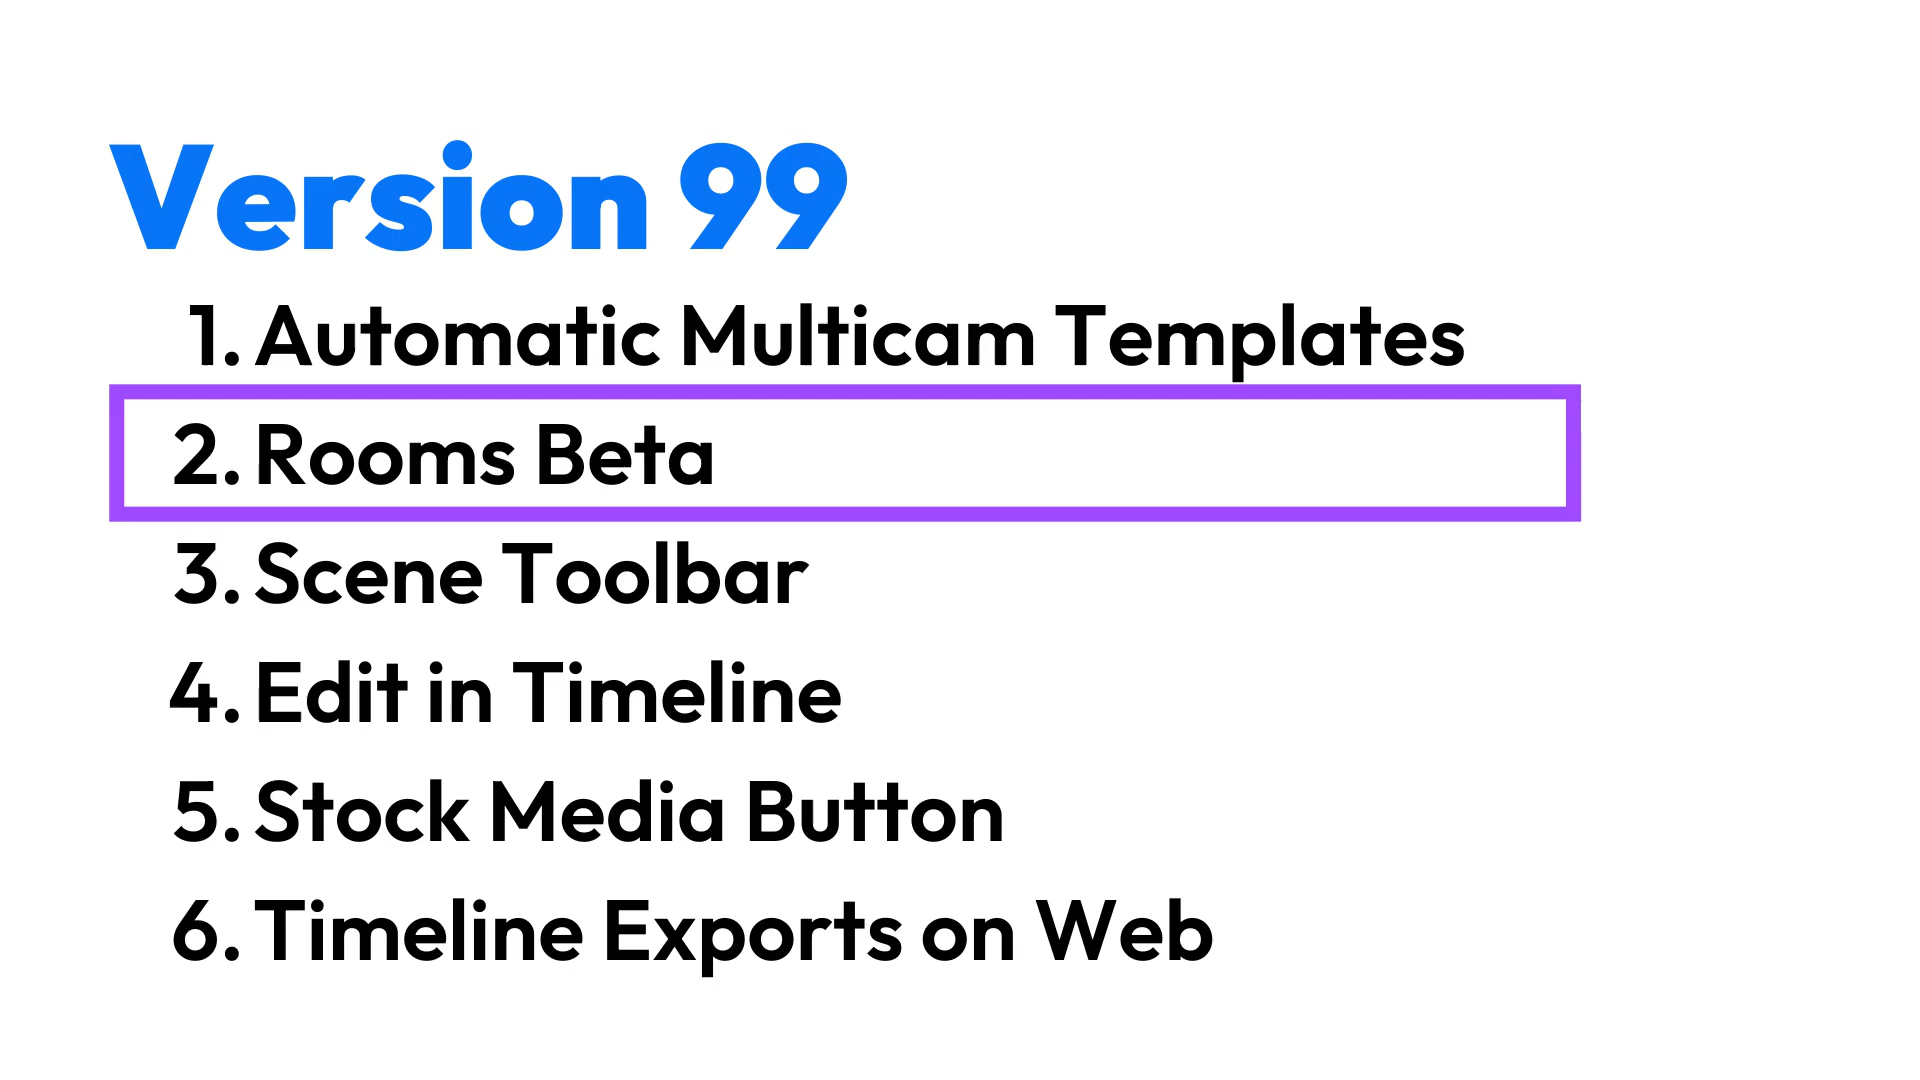 Version 99
1. Automatic Multicam Templates
2. Rooms Beta
3. Scene Toolbar
4. Edit in Timeline
5. Stock Media Button
6. Timeline Exports on Web